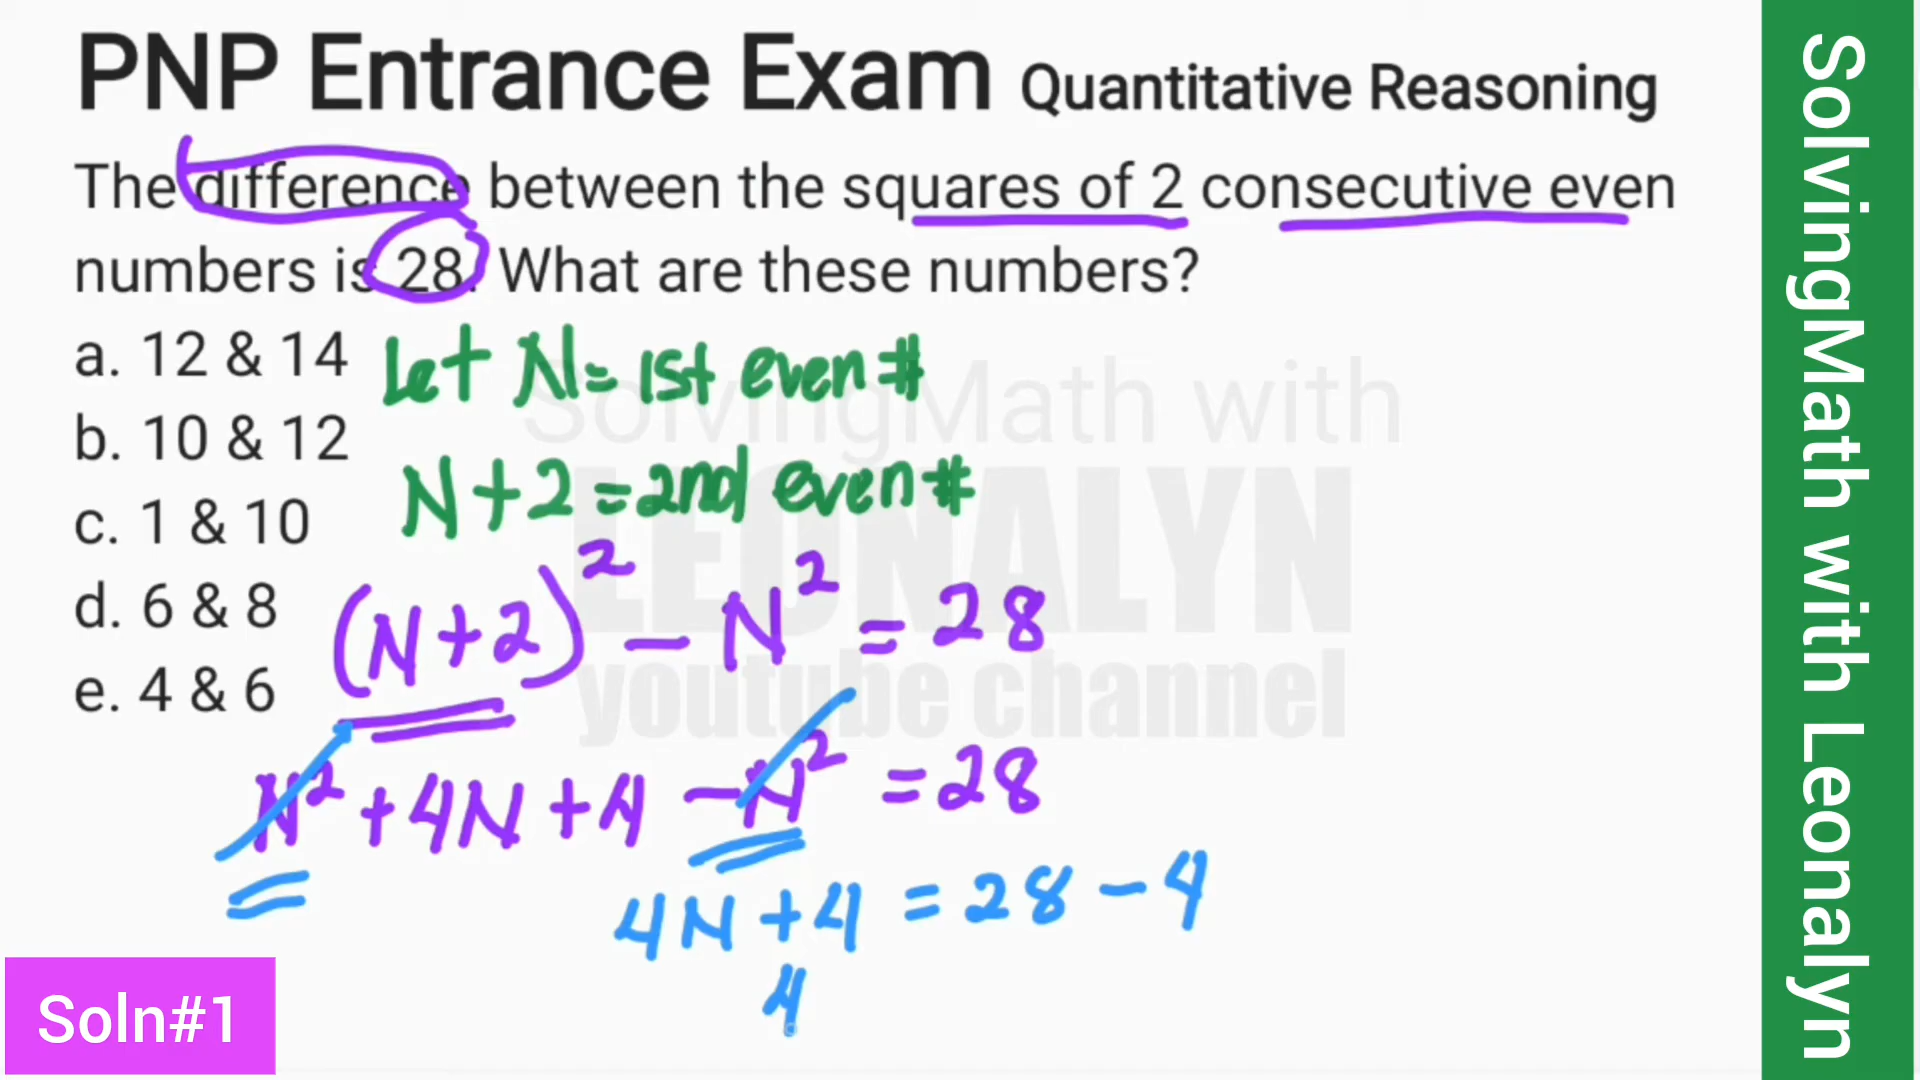 PNP Entrance Exam Quantitative Reasoning
The difference between the squares of 2 consecutive even
numbers is 28. What are these numbers?
a. 12 & 14
b. 10 & 12
c. 1 & 10
d. 6 & 8
e. 4 & 6
Let N = 1st even #
N + 2 = 2nd even #
(N + 2)² − N² = 28
N² + 4N + 4 − N² = 28
4N + 4 = 28 − 4
4
Soln#1
SolvingMath with
LEONALYN
youtube channel
SolvingMath with Leonalyn